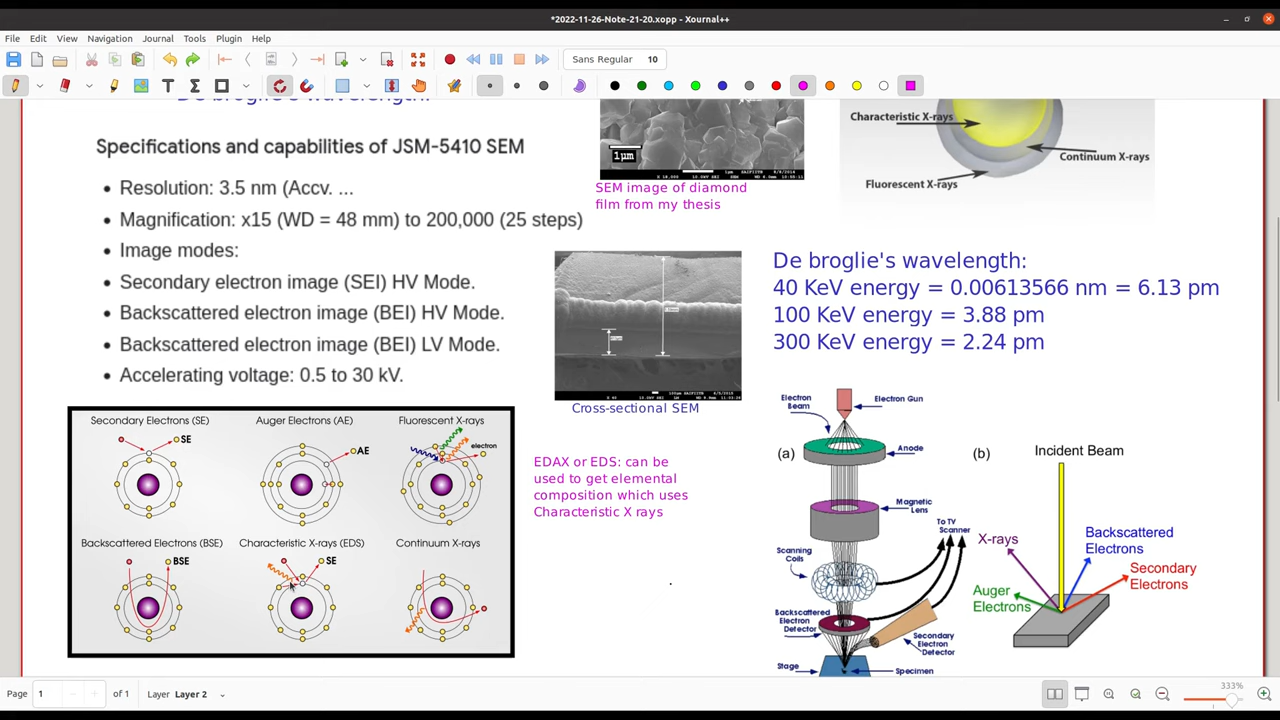 *2022-11-26-Note-21-20.xopp - Xournal++
File Edit View Navigation Journal Tools Plugin Help
Sans Regular 10
De broglie's wavelength:
Specifications and capabilities of JSM-5410 SEM
• Resolution: 3.5 nm (Accv. ...
• Magnification: x15 (WD = 48 mm) to 200,000 (25 steps)
• Image modes:
• Secondary electron image (SEI) HV Mode.
• Backscattered electron image (BEI) HV Mode.
• Backscattered electron image (BEI) LV Mode.
• Accelerating voltage: 0.5 to 30 kV.
1µm
SEM image of diamond
film from my thesis
Characteristic X-rays
Continuum X-rays
Fluorescent X-rays
Cross-sectional SEM
De broglie's wavelength:
40 KeV energy = 0.00613566 nm = 6.13 pm
100 KeV energy = 3.88 pm
300 KeV energy = 2.24 pm
Secondary Electrons (SE)
SE
Auger Electrons (AE)
AE
Fluorescent X-rays
electron
Backscattered Electrons (BSE)
BSE
Characteristic X-rays (EDS)
SE
Continuum X-rays
EDAX or EDS: can be
used to get elemental
composition which uses
Characteristic X rays
(a)
Electron
Beam
Electron Gun
Anode
Magnetic
Lens
To TV
Scanner
Scanning
Coils
Backscattered
Electron
Detector
Secondary
Electron
Detector
Stage
Specimen
(b)
Incident Beam
X-rays
Backscattered
Electrons
Secondary
Electrons
Auger
Electrons
Page 1 of 1 Layer Layer 2
333%